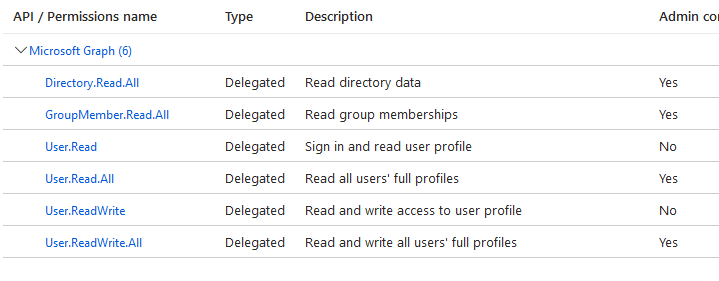 API / Permissions name Type Description Admin co
Microsoft Graph (6)
Directory.Read.All Delegated Read directory data Yes
GroupMember.Read.All Delegated Read group memberships Yes
User.Read Delegated Sign in and read user profile No
User.Read.All Delegated Read all users' full profiles Yes
User.ReadWrite Delegated Read and write access to user profile No
User.ReadWrite.All Delegated Read and write all users' full profiles Yes